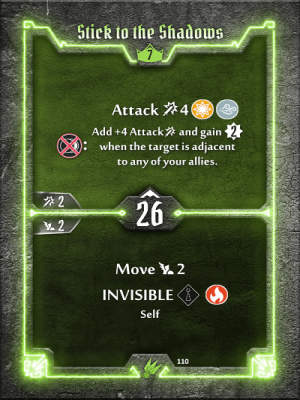 Stick to the Shadows
7
Attack 4
Add +4 Attack and gain 2
: when the target is adjacent
to any of your allies.
2
26
2
Move 2
INVISIBLE
Self
110